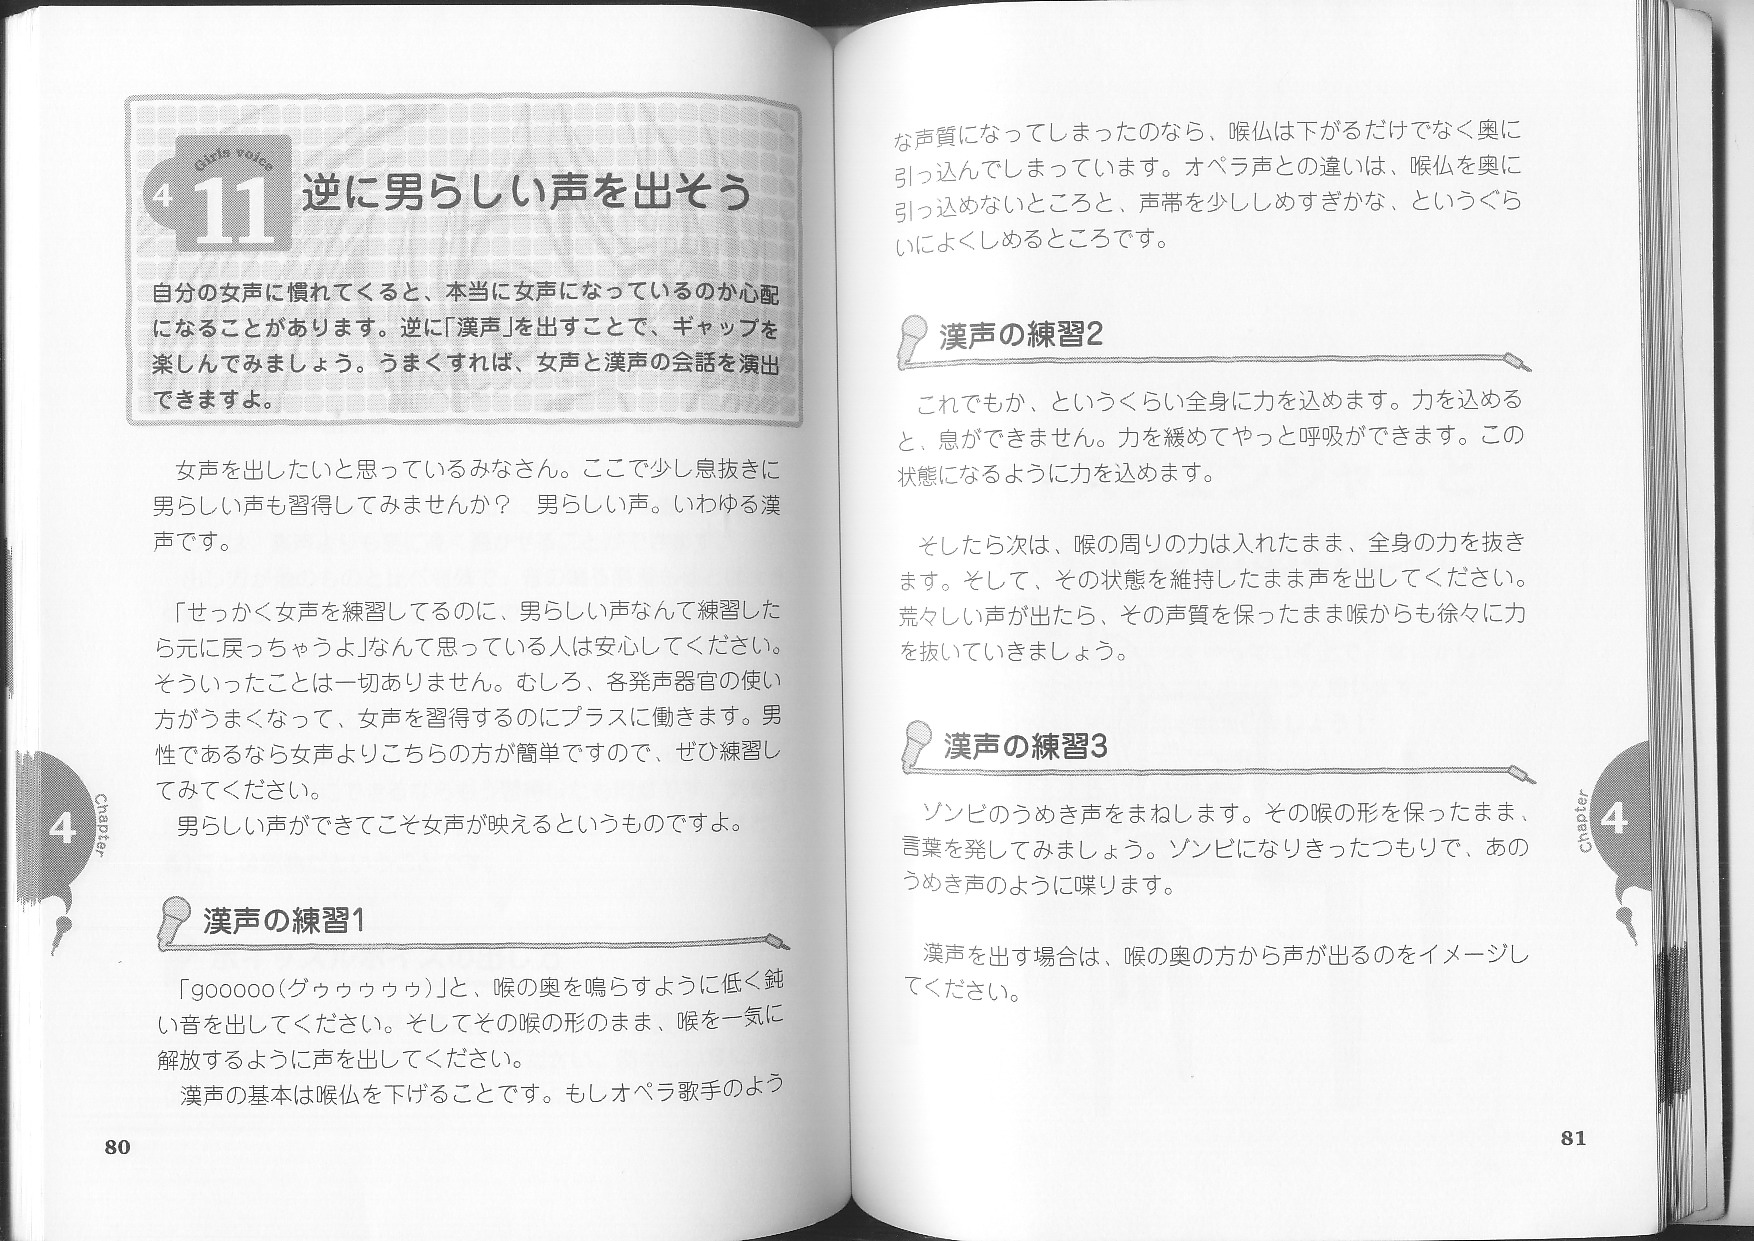 Girls voice
4
11
逆に男らしい声を出そう
自分の女声に慣れてくると、本当に女声になっているのか心配
になることがあります。逆に「漢声」を出すことで、ギャップを
楽しんでみましょう。うまくすれば、女声と漢声の会話を演出
できますよ。
女声を出したいと思っているみなさん。ここで少し息抜きに
男らしい声も習得してみませんか？　男らしい声。いわゆる漢
声です。
「せっかく女声を練習してるのに、男らしい声なんて練習した
ら元に戻っちゃうよ」なんて思っている人は安心してください。
そういったことは一切ありません。むしろ、各発声器官の使い
方がうまくなって、女声を習得するのにプラスに働きます。男
性であるなら女声よりこちらの方が簡単ですので、ぜひ練習し
てみてください。
男らしい声ができてこそ女声が映えるというものですよ。
漢声の練習1
「gooooo(グゥゥゥゥゥ)」と、喉の奥を鳴らすように低く鈍
い音を出してください。そしてその喉の形のまま、喉を一気に
解放するように声を出してください。
漢声の基本は喉仏を下げることです。もしオペラ歌手のよう
Chapter
4
80
な声質になってしまったのなら、喉仏は下がるだけでなく奥に
引っ込んでしまっています。オペラ声との違いは、喉仏を奥に
引っ込めないところと、声帯を少ししめすぎかな、というぐら
いによくしめるところです。
漢声の練習2
これでもか、というくらい全身に力を込めます。力を込める
と、息ができません。力を緩めてやっと呼吸ができます。この
状態になるように力を込めます。
そしたら次は、喉の周りの力は入れたまま、全身の力を抜き
ます。そして、その状態を維持したまま声を出してください。
荒々しい声が出たら、その声質を保ったまま喉からも徐々に力
を抜いていきましょう。
漢声の練習3
ゾンビのうめき声をまねします。その喉の形を保ったまま、
言葉を発してみましょう。ゾンビになりきったつもりで、あの
うめき声のように喋ります。
漢声を出す場合は、喉の奥の方から声が出るのをイメージし
てください。
Chapter
4
81